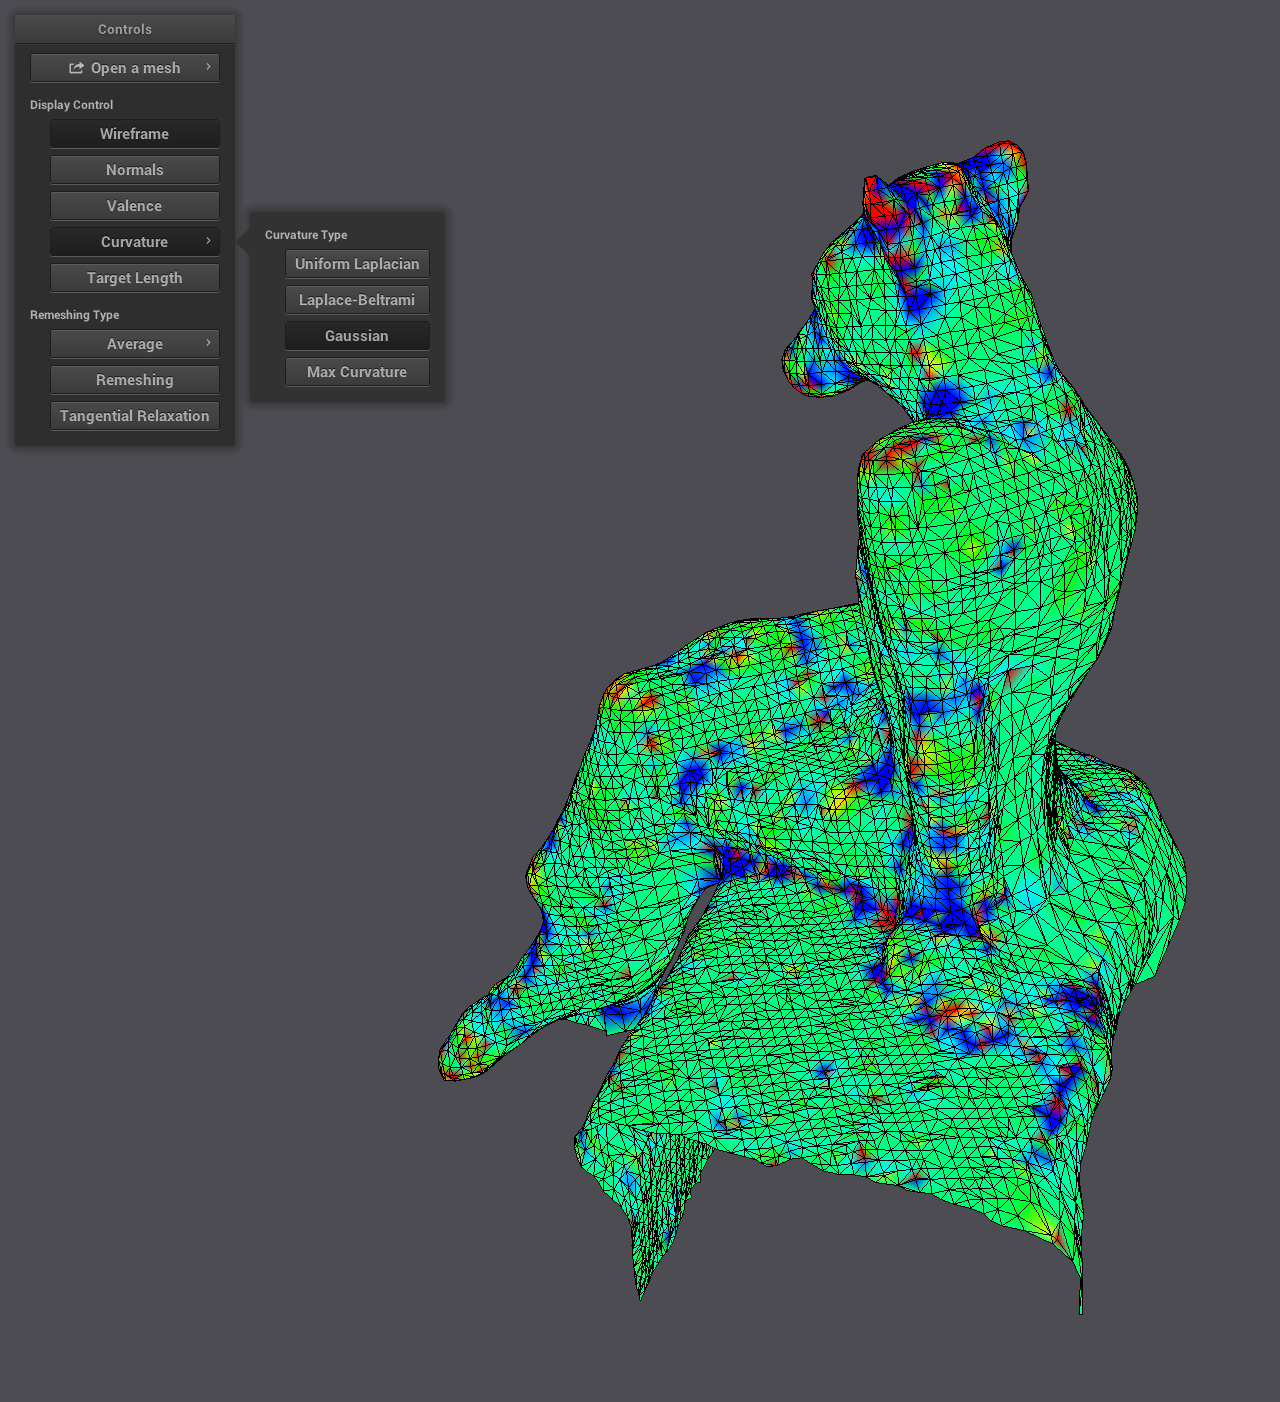 Controls
Open a mesh
Display Control
Wireframe
Normals
Valence
Curvature
Target Length
Remeshing Type
Average
Remeshing
Tangential Relaxation
Curvature Type
Uniform Laplacian
Laplace-Beltrami
Gaussian
Max Curvature